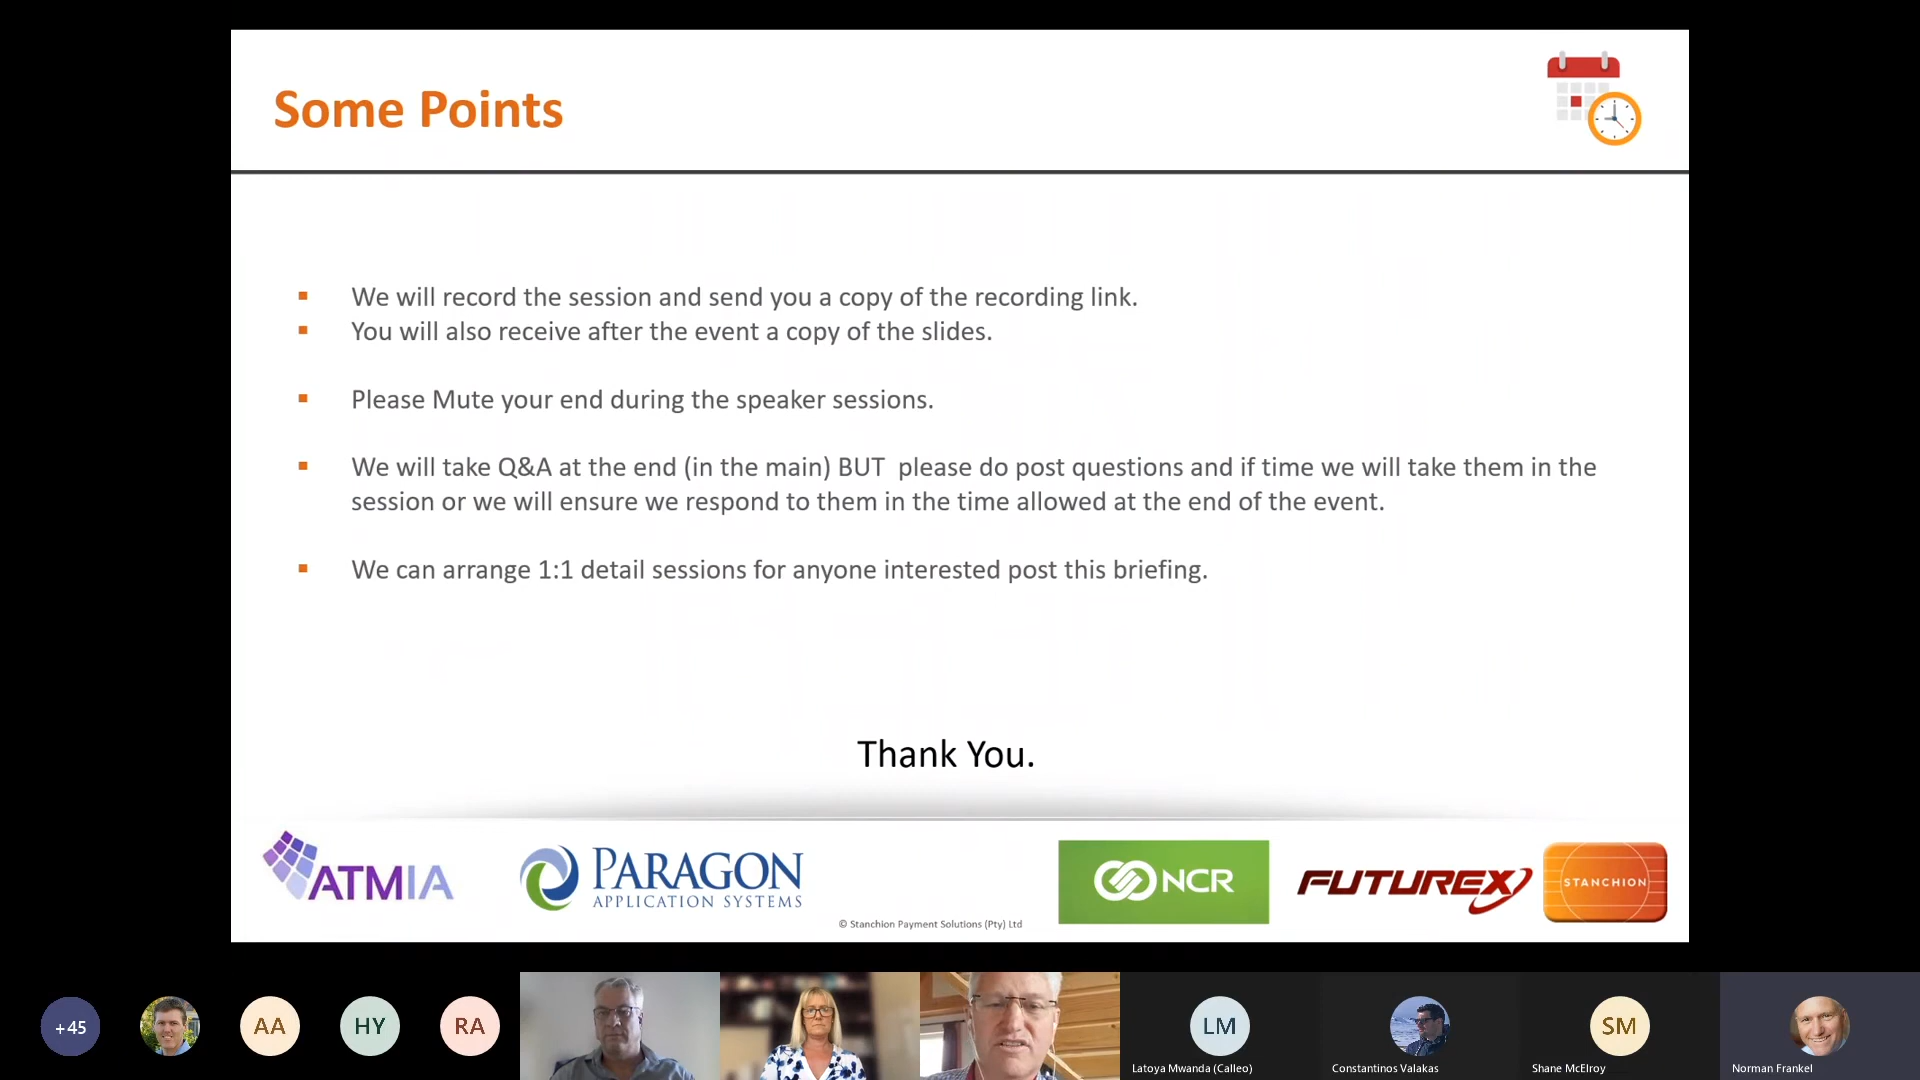 Some Points
We will record the session and send you a copy of the recording link.
You will also receive after the event a copy of the slides.
Please Mute your end during the speaker sessions.
We will take Q&A at the end (in the main) BUT  please do post questions and if time we will take them in the
session or we will ensure we respond to them in the time allowed at the end of the event.
We can arrange 1:1 detail sessions for anyone interested post this briefing.
Thank You.
ATMIA
PARAGON
APPLICATION SYSTEMS
© Stanchion Payment Solutions (Pty) Ltd
NCR
FUTUREX
STANCHION
+45
AA
HY
RA
LM
SM
Latoya Mwanda (Calleo)
Constantinos Valakas
Shane McElroy
Norman Frankel